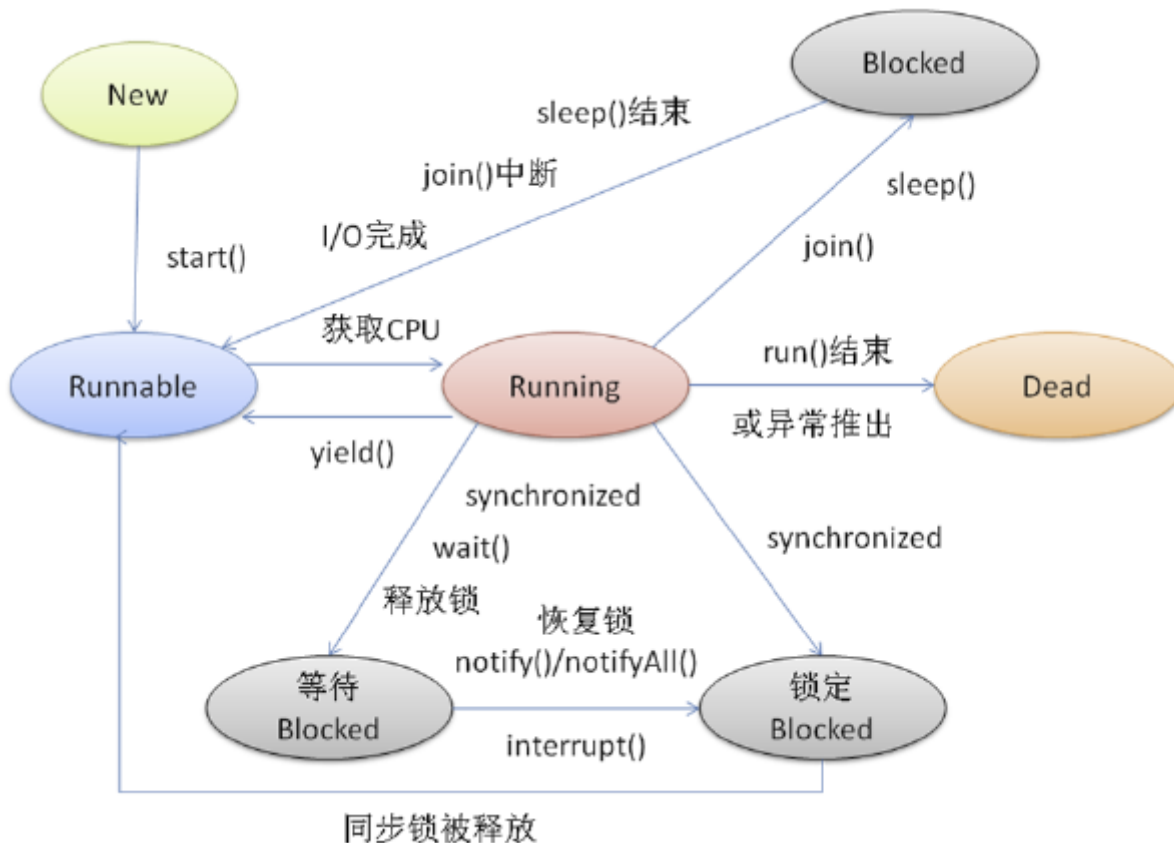 New
Blocked
sleep()结束
join()中断
sleep()
I/O完成
start()
join()
获取CPU
run()结束
Runnable
Running
Dead
或异常推出
yield()
synchronized
synchronized
wait()
释放锁
恢复锁
notify()/notifyAll()
等待
Blocked
锁定
Blocked
interrupt()
同步锁被释放